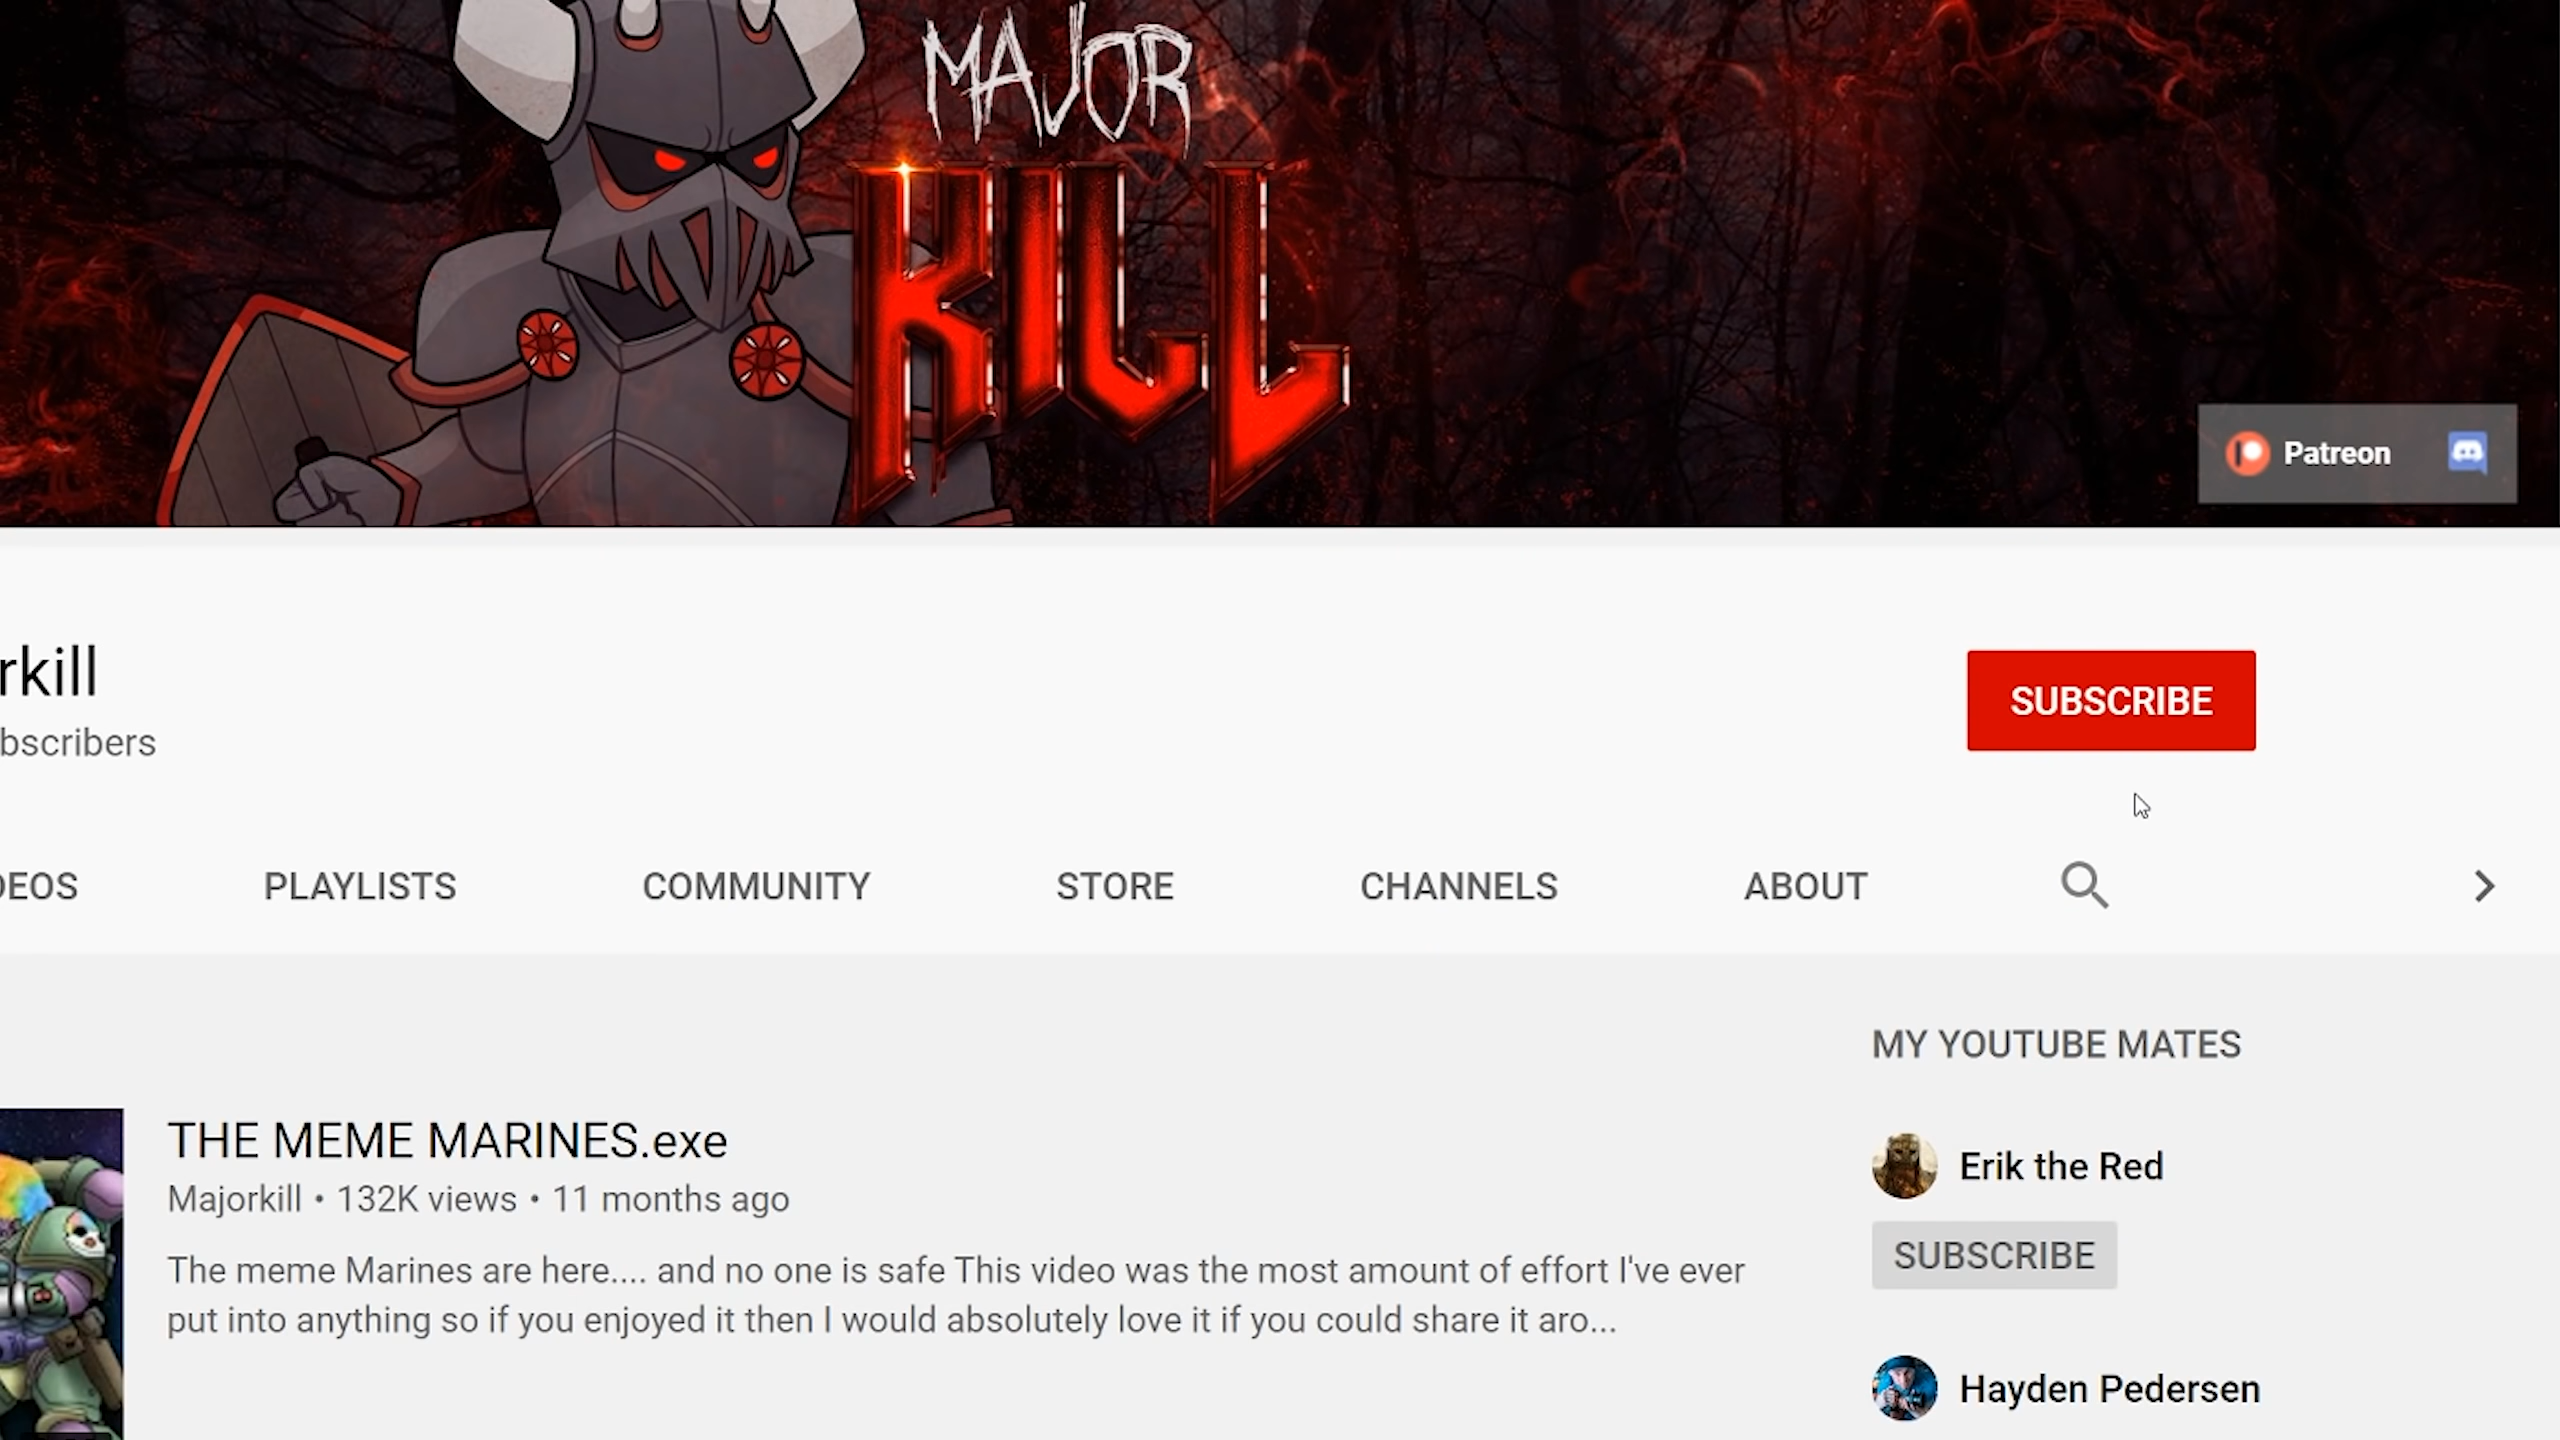 MAJOR
KILL
Patreon
rkill
bscribers
SUBSCRIBE
DEOS PLAYLISTS COMMUNITY STORE CHANNELS ABOUT
MY YOUTUBE MATES
THE MEME MARINES.exe
Majorkill • 132K views • 11 months ago
The meme Marines are here.... and no one is safe This video was the most amount of effort I've ever
put into anything so if you enjoyed it then I would absolutely love it if you could share it aro...
Erik the Red
SUBSCRIBE
Hayden Pedersen